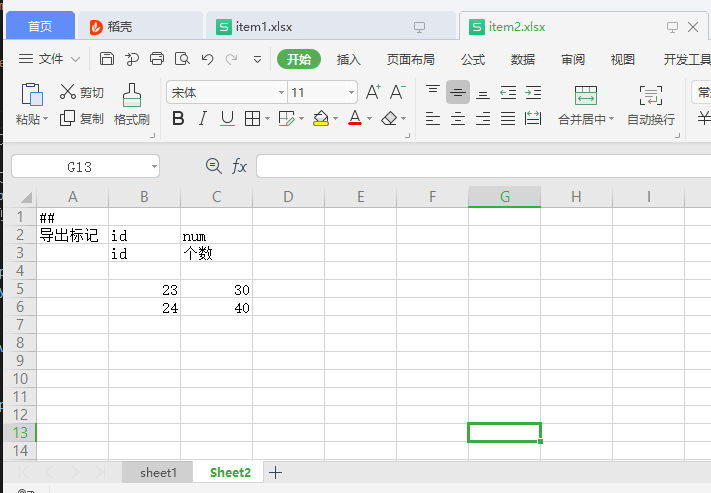 首页 稻壳 item1.xlsx item2.xlsx
文件 开始 插入 页面布局 公式 数据 审阅 视图 开发工具
剪切 宋体 11 A+ A- 常
粘贴 复制 格式刷 B I U A 合并居中 自动换行 ¥
G13 fx
A B C D E F G H I
1 ##
2 导出标记 id num
3 id 个数
4
5 23 30
6 24 40
7
8
9
10
11
12
13
14
sheet1 Sheet2 +